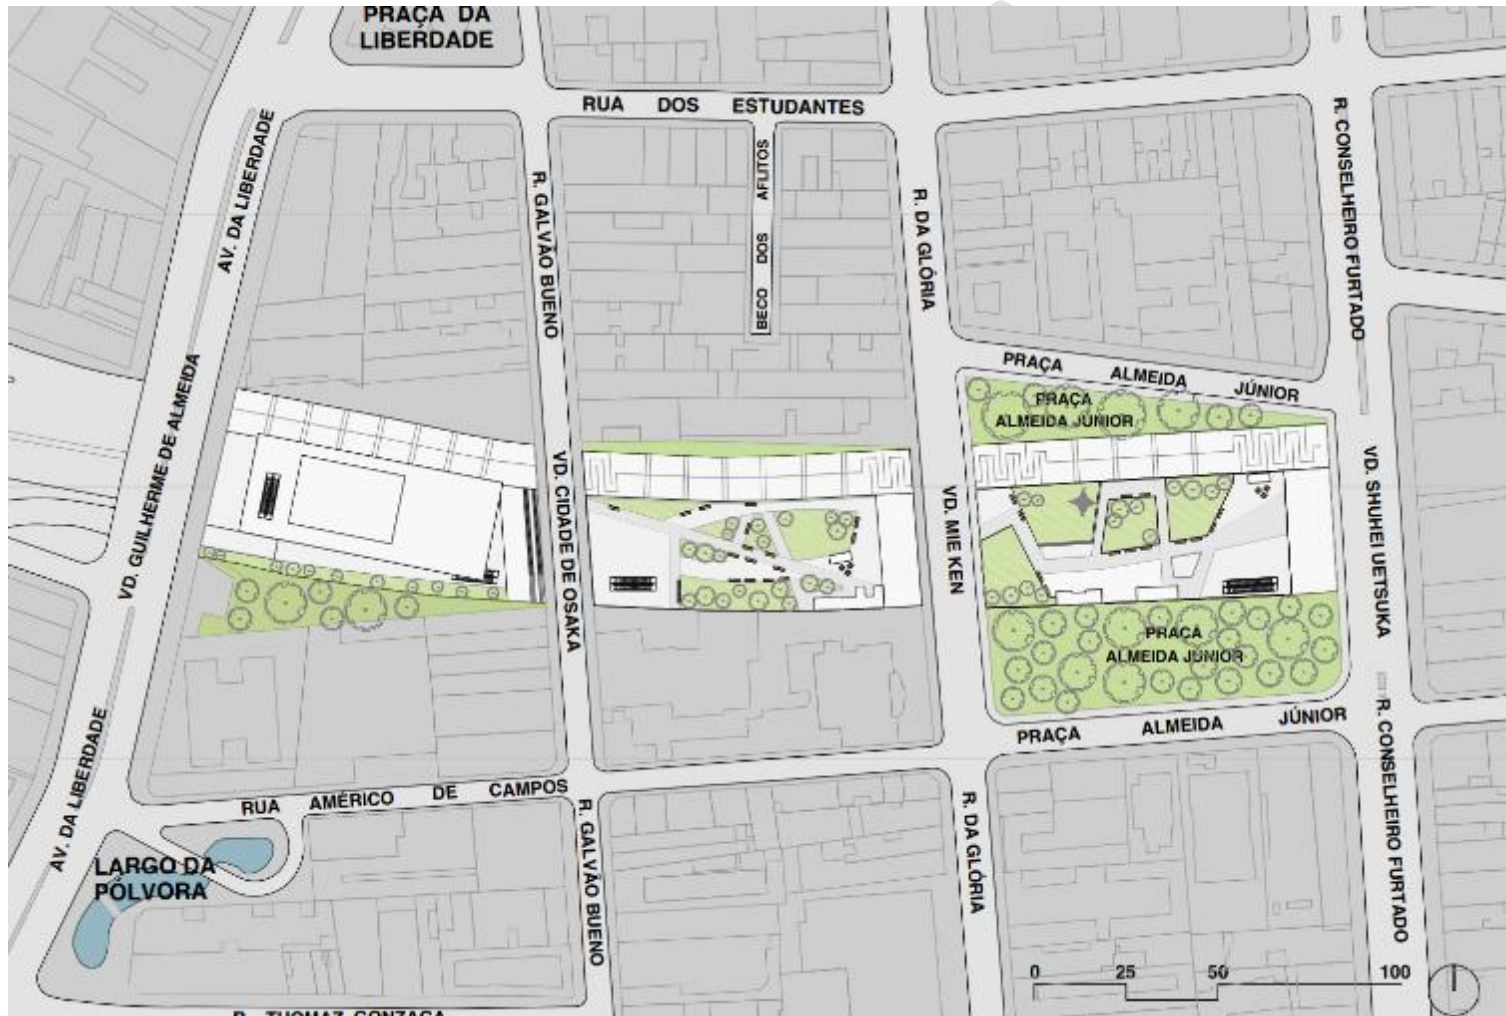 PRAÇA DA
LIBERDADE
RUA DOS ESTUDANTES
AV. DA LIBERDADE
R. GALVÃO BUENO
BECO DOS AFLITOS
R. DA GLÓRIA
R. CONSELHEIRO FURTADO
PRAÇA ALMEIDA JÚNIOR
PRAÇA
ALMEIDA JÚNIOR
VD. GUILHERME DE ALMEIDA
VD. CIDADE DE OSAKA
VD. MIE KEN
VD. SHUHEI UETSUKA
PRAÇA
ALMEIDA JÚNIOR
PRAÇA ALMEIDA JÚNIOR
AV. DA LIBERDADE
RUA AMÉRICO DE CAMPOS
LARGO DA
PÓLVORA
R. GALVÃO BUENO
R. DA GLÓRIA
R. CONSELHEIRO FURTADO
0 25 50 100
R. THOMAZ GONZAGA